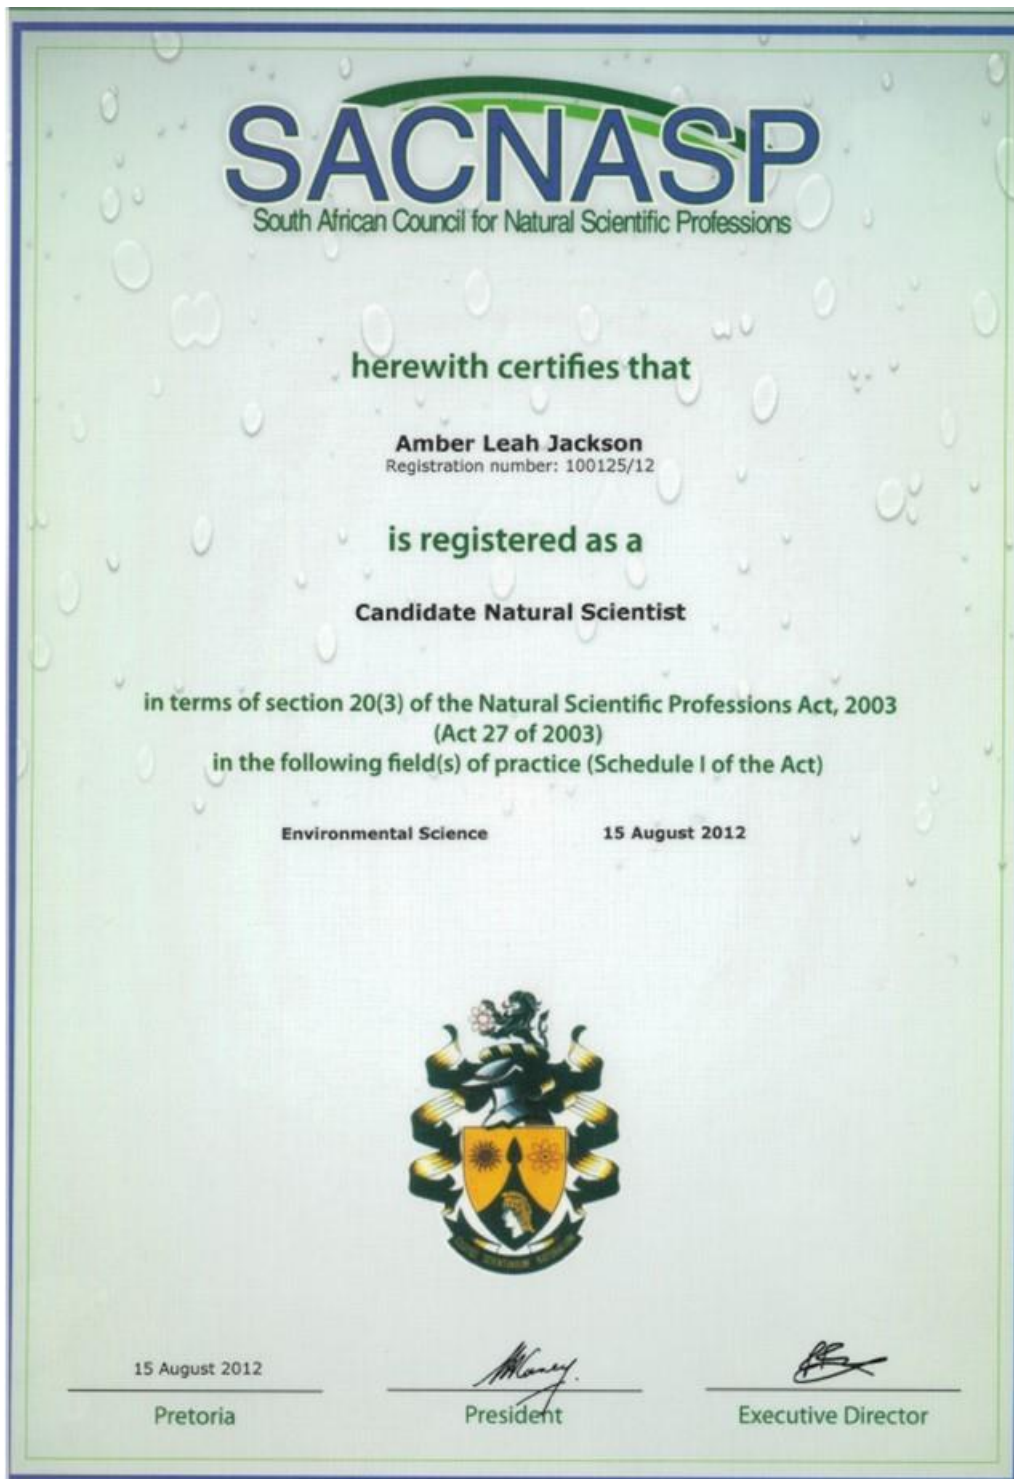 SACNASP
South African Council for Natural Scientific Professions
herewith certifies that
Amber Leah Jackson
Registration number: 100125/12
is registered as a
Candidate Natural Scientist
in terms of section 20(3) of the Natural Scientific Professions Act, 2003
(Act 27 of 2003)
in the following field(s) of practice (Schedule I of the Act)
Environmental Science 15 August 2012
15 August 2012
Pretoria President Executive Director